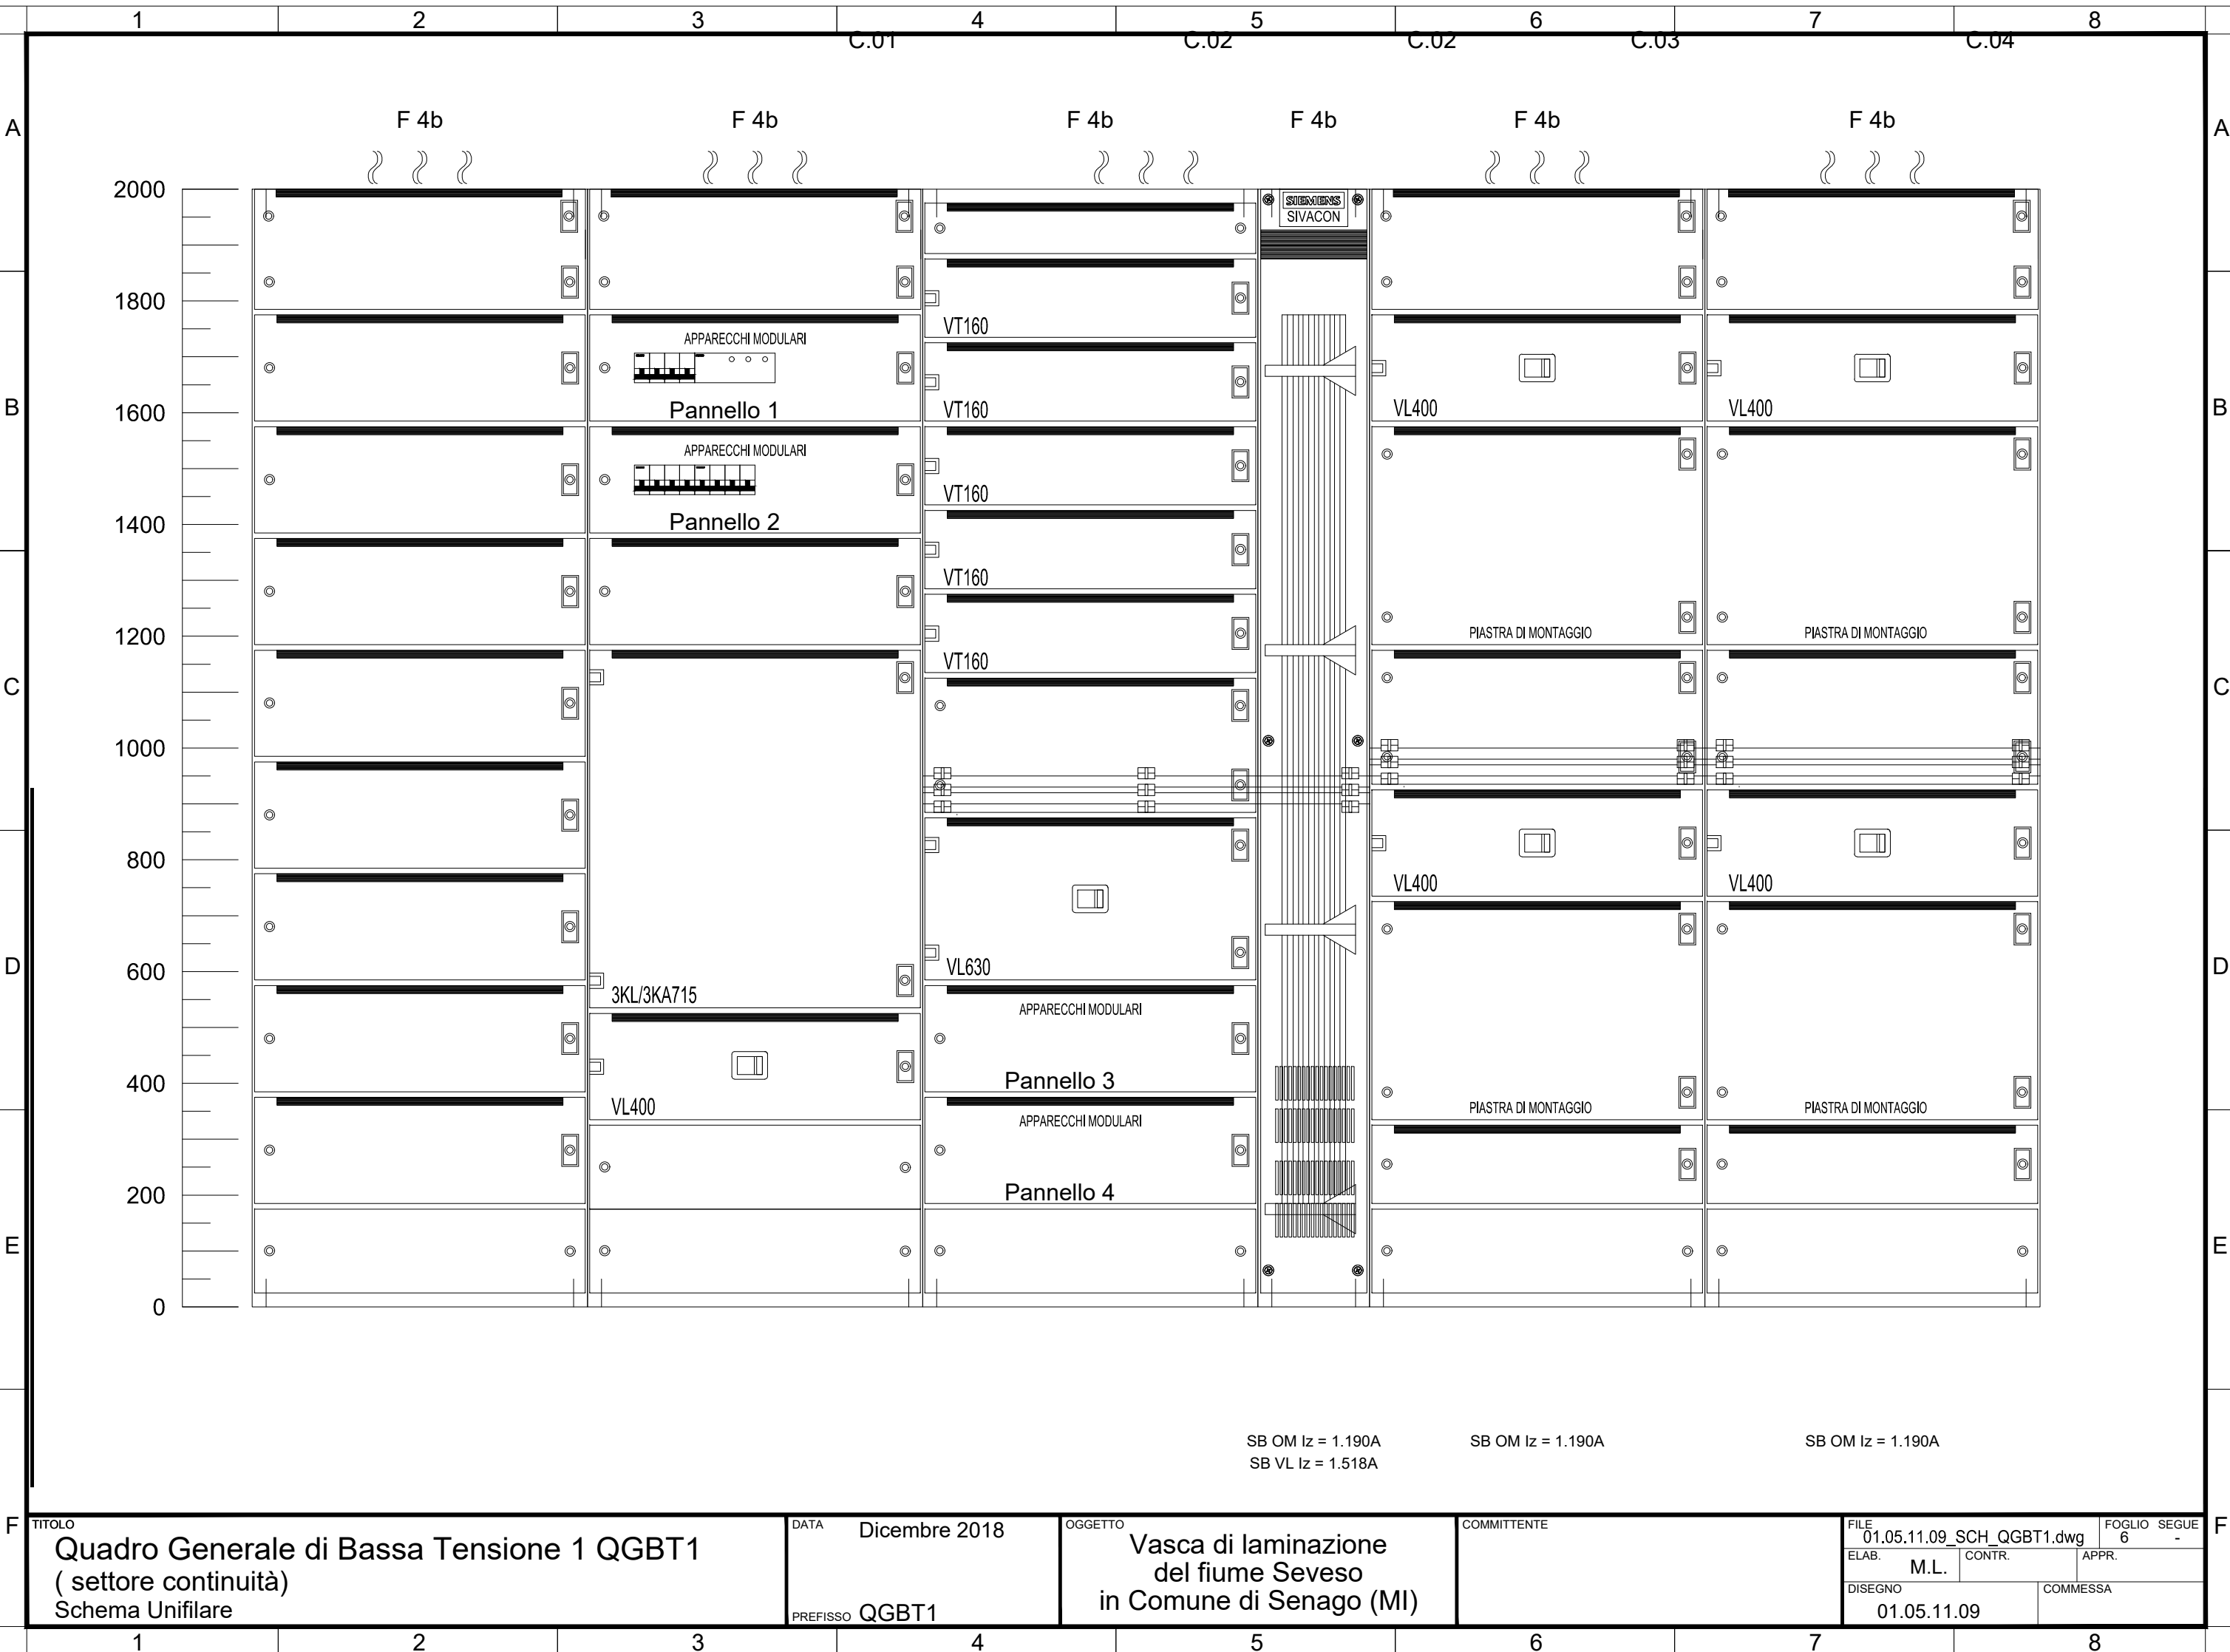 1 2 3 4 5 6 7 8
C.01 C.02 C.02 C.03 C.04
A F 4b F 4b F 4b F 4b F 4b F 4b A
2000
SIEMENS
SIVACON
1800
VT160
APPARECCHI MODULARI
Pannello 1
VT160
VL400
VL400
B 1600 B
APPARECCHI MODULARI
Pannello 2
VT160
1400
VT160
1200
PIASTRA DI MONTAGGIO
PIASTRA DI MONTAGGIO
VT160
C C
1000
800
VL400
VL400
D D
600
VL630
3KL/3KA715
APPARECCHI MODULARI
Pannello 3
400
VL400
PIASTRA DI MONTAGGIO
PIASTRA DI MONTAGGIO
APPARECCHI MODULARI
Pannello 4
200
E E
0
SB OM Iz = 1.190A SB OM Iz = 1.190A SB OM Iz = 1.190A
SB VL Iz = 1.518A
F F
TITOLO
Quadro Generale di Bassa Tensione 1 QGBT1
( settore continuità)
Schema Unifilare
DATA Dicembre 2018
PREFISSO QGBT1
OGGETTO
Vasca di laminazione
del fiume Seveso
in Comune di Senago (MI)
COMMITTENTE
FILE
01.05.11.09_SCH_QGBT1.dwg
FOGLIO SEGUE
6 -
ELAB. M.L. CONTR. APPR.
DISEGNO
01.05.11.09
COMMESSA
1 2 3 4 5 6 7 8